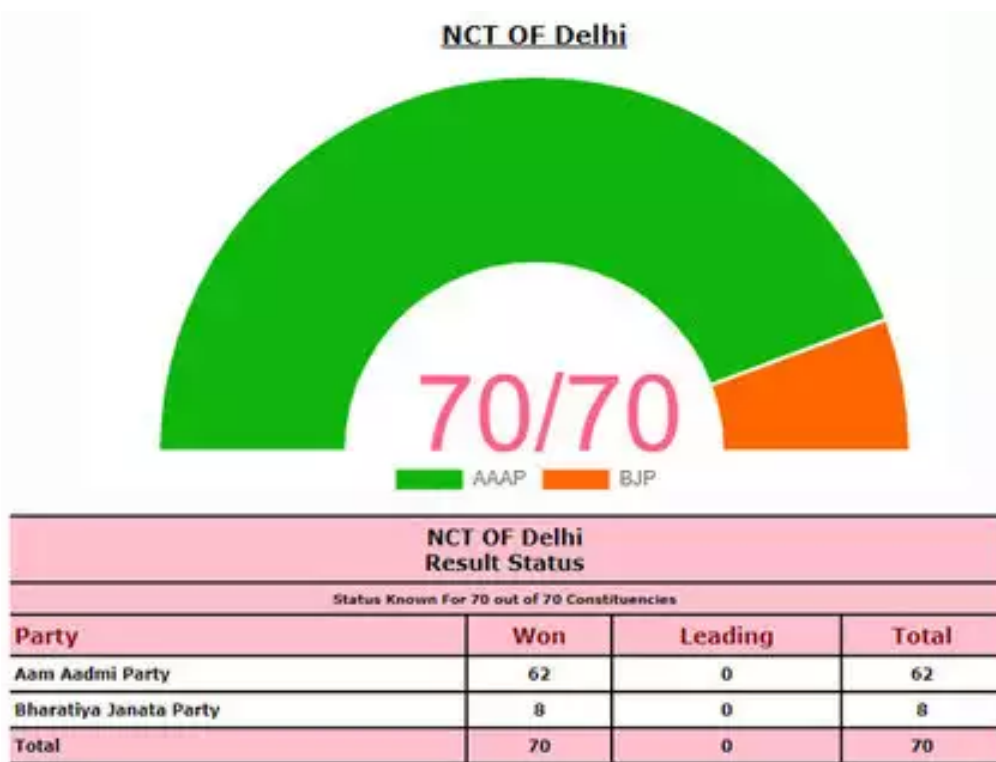 NCT OF Delhi
70/70
AAAP BJP
NCT OF Delhi
Result Status
Status Known For 70 out of 70 Constituencies
Party Won Leading Total
Aam Aadmi Party 62 0 62
Bharatiya Janata Party 8 0 8
Total 70 0 70